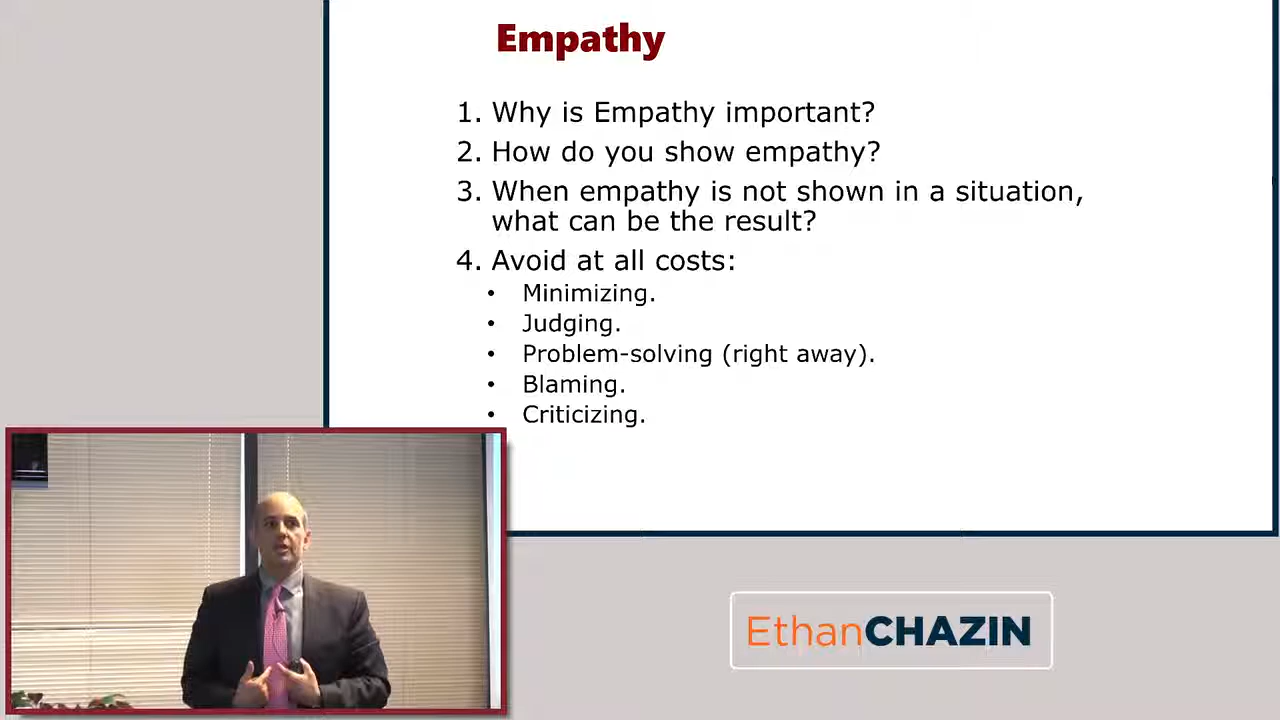 Empathy
1. Why is Empathy important?
2. How do you show empathy?
3. When empathy is not shown in a situation,
what can be the result?
4. Avoid at all costs:
• Minimizing.
• Judging.
• Problem-solving (right away).
• Blaming.
• Criticizing.
EthanCHAZIN